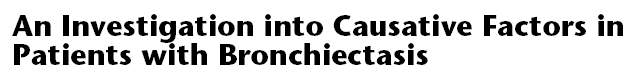 An Investigation into Causative Factors in
Patients with Bronchiectasis